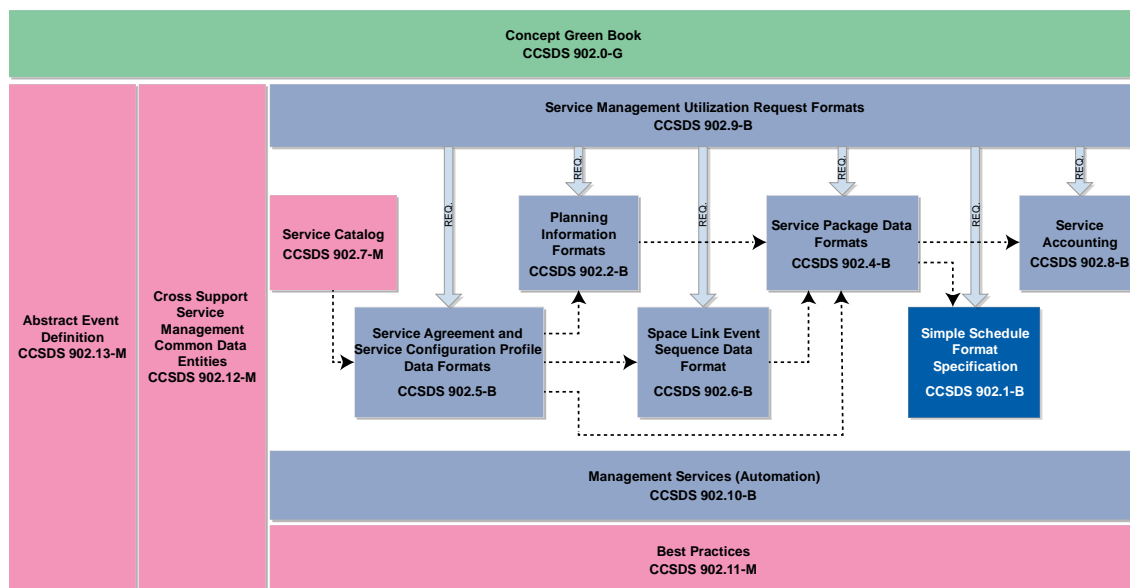 Concept Green Book
CCSDS 902.0-G
Service Management Utilization Request Formats
CCSDS 902.9-B
REQ.
REQ.
REQ.
REQ.
REQ.
REQ.
Abstract Event
Definition
CCSDS 902.13-M
Cross Support
Service
Management
Common Data
Entities
CCSDS 902.12-M
Service Catalog
CCSDS 902.7-M
Planning
Information
Formats
CCSDS 902.2-B
Service Package Data
Formats
CCSDS 902.4-B
Service
Accounting
CCSDS 902.8-B
Service Agreement and
Service Configuration Profile
Data Formats
CCSDS 902.5-B
Space Link Event
Sequence Data
Format
CCSDS 902.6-B
Simple Schedule
Format
Specification
CCSDS 902.1-B
Management Services (Automation)
CCSDS 902.10-B
Best Practices
CCSDS 902.11-M